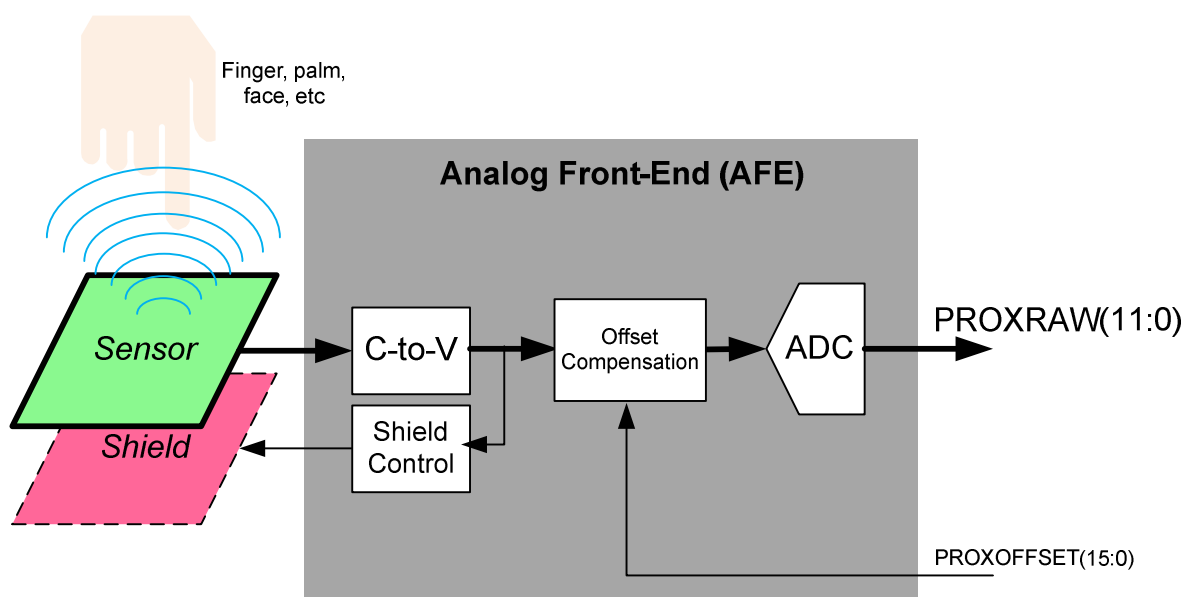 Finger, palm,
face, etc
Analog Front-End (AFE)
Sensor
Shield
C-to-V
Shield
Control
Offset
Compensation
ADC
PROXRAW(11:0)
PROXOFFSET(15:0)